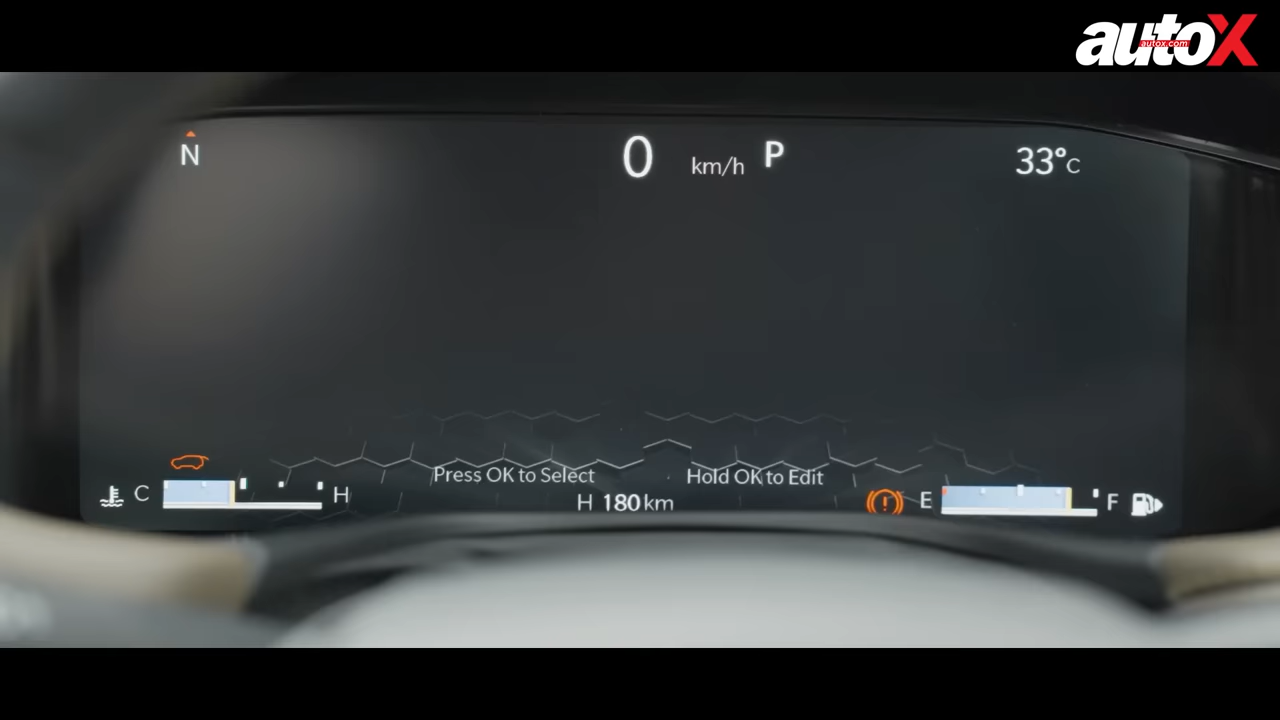 autoX
autox.com
N
0 km/h P
33°C
Press OK to Select
Hold OK to Edit
C
H
H 180 km
E
F